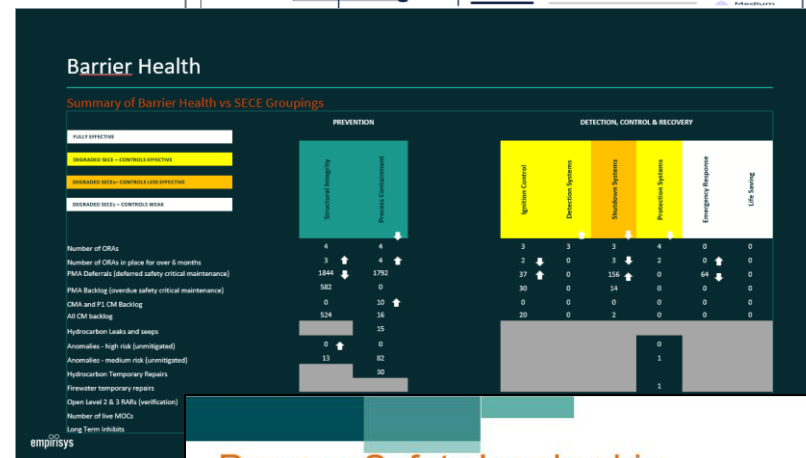 Medium
Barrier Health
Summary of Barrier Health vs SECE Groupings
PREVENTION
DETECTION, CONTROL & RECOVERY
FULLY EFFECTIVE
DEGRADED SECE – CONTROLS EFFECTIVE
DEGRADED SECEs– CONTROLS LESS EFFECTIVE
DEGRADED SECEs – CONTROLS WEAK
Structural Integrity
Process Containment
Ignition Control
Detection Systems
Shutdown Systems
Protection Systems
Emergency Response
Life Saving
Number of ORAs 4 4 3 3 3 4 0 0
Number of ORAs in place for over 6 months 3 4 2 0 3 2 0 0
PMA Deferrals (deferred safety critical maintenance) 1844 1792 37 0 156 0 64 0
PMA Backlog (overdue safety critical maintenance) 582 0 30 0 14 0 0 0
CMA and P1 CM Backlog 0 10 0 0 0 0 0 0
All CM backlog 524 16 20 0 2 0 0 0
Hydrocarbon Leaks and seeps 15
Anomalies - high risk (unmitigated) 0 0 0
Anomalies - medium risk (unmitigated) 13 82 1
Hydrocarbon Temporary Repairs 30
Firewater temporary repairs 1
Open Level 2 & 3 RARs (verification)
Number of live MOCs
Long Term Inhibits
empirisys